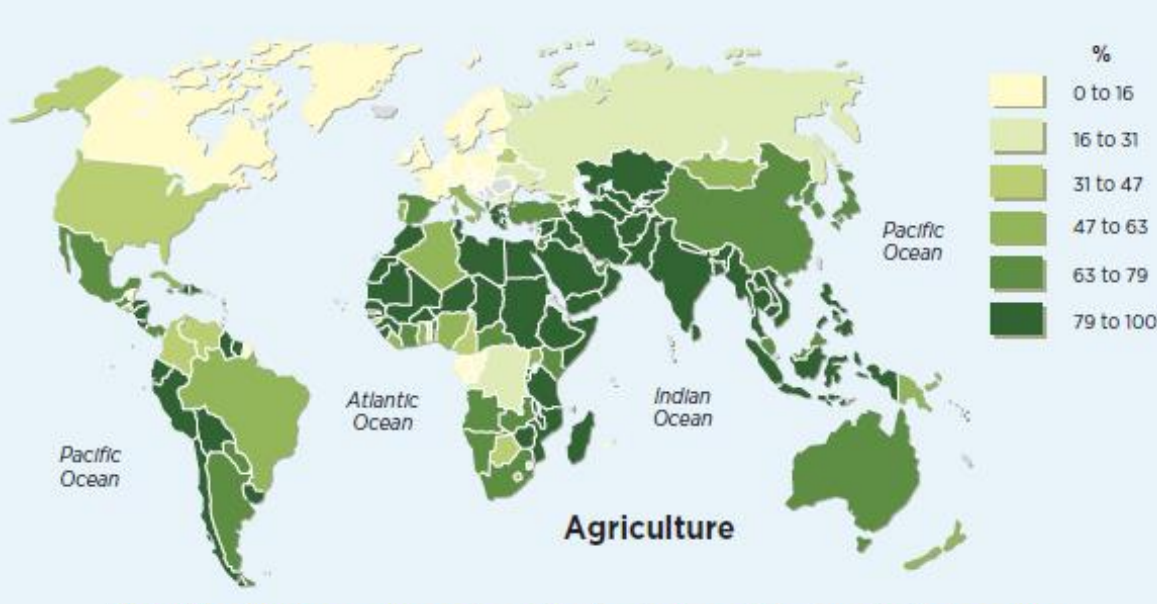 %
0 to 16
16 to 31
31 to 47
47 to 63
63 to 79
79 to 100
Pacific
Ocean
Atlantic
Ocean
Indian
Ocean
Pacific
Ocean
Agriculture